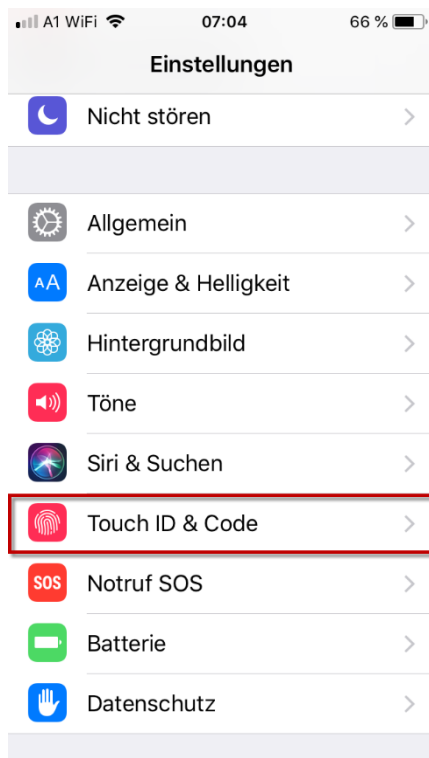 A1 WiFi 07:04 66 %
Einstellungen
Nicht stören
Allgemein
AA Anzeige & Helligkeit
Hintergrundbild
Töne
Siri & Suchen
Touch ID & Code
SOS Notruf SOS
Batterie
Datenschutz